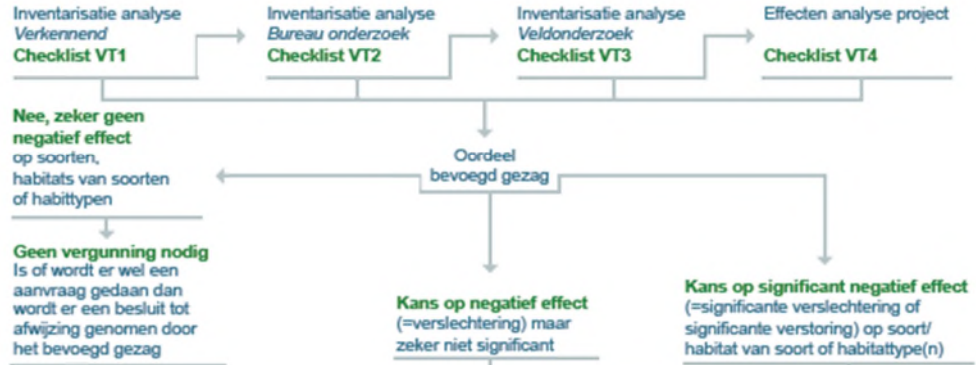 Inventarisatie analyse
Verkennend
Checklist VT1
Inventarisatie analyse
Bureau onderzoek
Checklist VT2
Inventarisatie analyse
Veldonderzoek
Checklist VT3
Effecten analyse project
Checklist VT4
Nee, zeker geen
negatief effect
op soorten,
habitats van soorten
of habittypen
Oordeel
bevoegd gezag
Geen vergunning nodig
Is of wordt er wel een
aanvraag gedaan dan
wordt er een besluit tot
afwijzing genomen door
het bevoegd gezag
Kans op negatief effect
(=verslechtering) maar
zeker niet significant
Kans op significant negatief effect
(=significante verslechtering of
significante verstoring) op soort/
habitat van soort of habitattype(n)